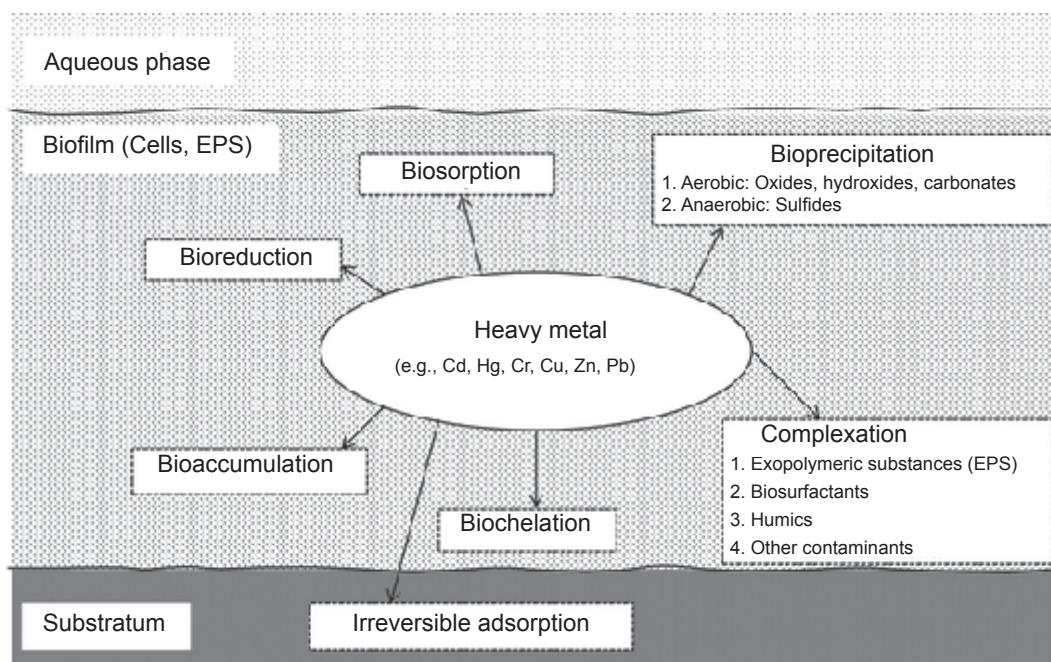 Aqueous phase
Biofilm (Cells, EPS)
Biosorption
Bioprecipitation
1. Aerobic: Oxides, hydroxides, carbonates
2. Anaerobic: Sulfides
Bioreduction
Heavy metal
(e.g., Cd, Hg, Cr, Cu, Zn, Pb)
Bioaccumulation
Biochelation
Complexation
1. Exopolymeric substances (EPS)
2. Biosurfactants
3. Humics
4. Other contaminants
Substratum
Irreversible adsorption